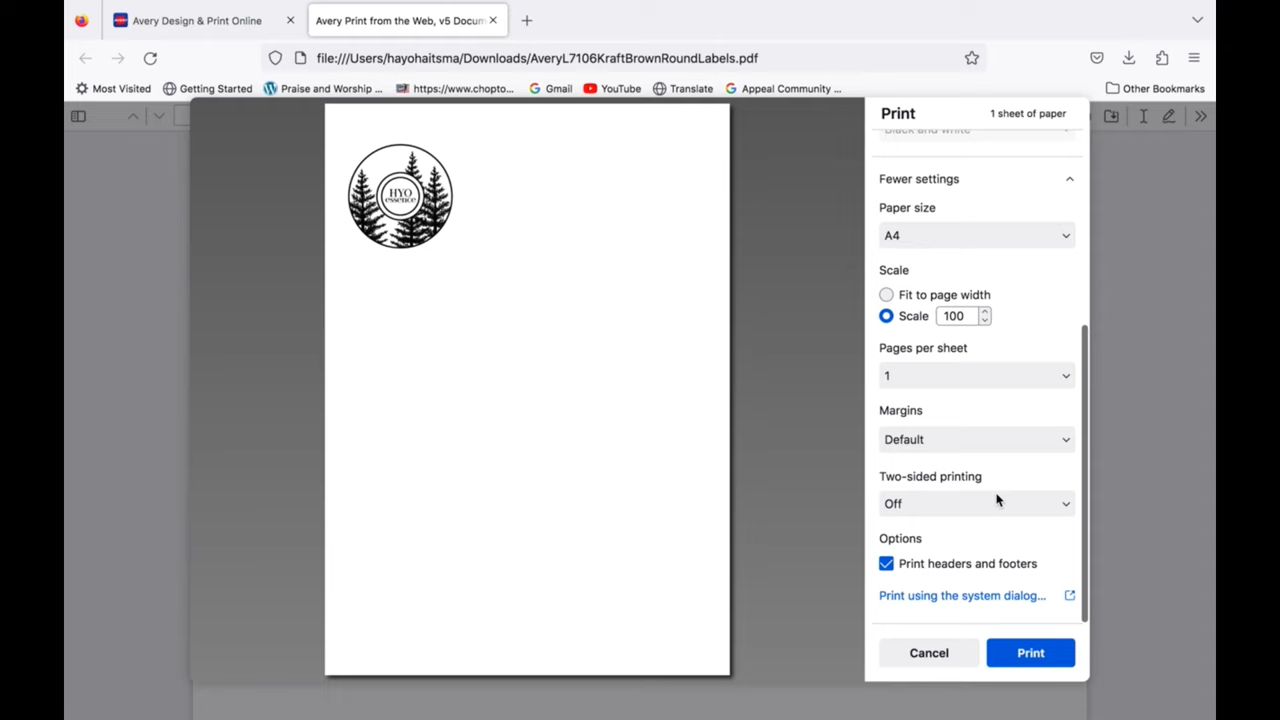 Avery Design & Print Online
Avery Print from the Web, v5 Docum
file:///Users/hayohaitsma/Downloads/AveryL7106KraftBrownRoundLabels.pdf
Most Visited
Getting Started
Praise and Worship ...
https://www.chopto...
Gmail
YouTube
Translate
Appeal Community ...
Other Bookmarks
HYO
essence
Print
1 sheet of paper
Black and white
Fewer settings
Paper size
A4
Scale
Fit to page width
Scale 100
Pages per sheet
1
Margins
Default
Two-sided printing
Off
Options
Print headers and footers
Print using the system dialog...
Cancel
Print